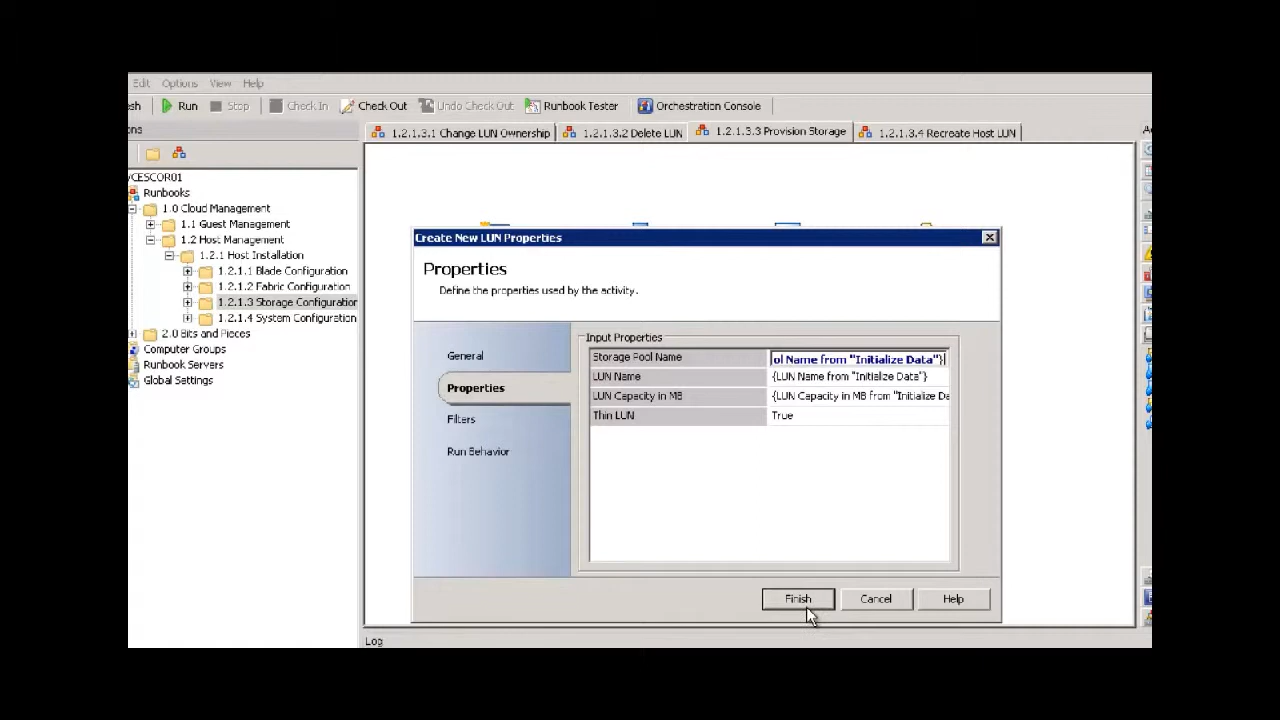 Edit Options View Help
sh Run Stop Check In Check Out Undo Check Out Runbook Tester Orchestration Console
ons
1.2.1.3.1 Change LUN Ownership 1.2.1.3.2 Delete LUN 1.2.1.3.3 Provision Storage 1.2.1.3.4 Recreate Host LUN
VCESCOR01
Runbooks
1.0 Cloud Management
1.1 Guest Management
1.2 Host Management
1.2.1 Host Installation
1.2.1.1 Blade Configuration
1.2.1.2 Fabric Configuration
1.2.1.3 Storage Configuration
1.2.1.4 System Configuration
2.0 Bits and Pieces
Computer Groups
Runbook Servers
Global Settings
Create New LUN Properties
Properties
Define the properties used by the activity.
General
Properties
Filters
Run Behavior
Input Properties
Storage Pool Name ol Name from "Initialize Data"}
LUN Name {LUN Name from "Initialize Data"}
LUN Capacity in MB {LUN Capacity in MB from "Initialize Da
Thin LUN True
Finish Cancel Help
Log